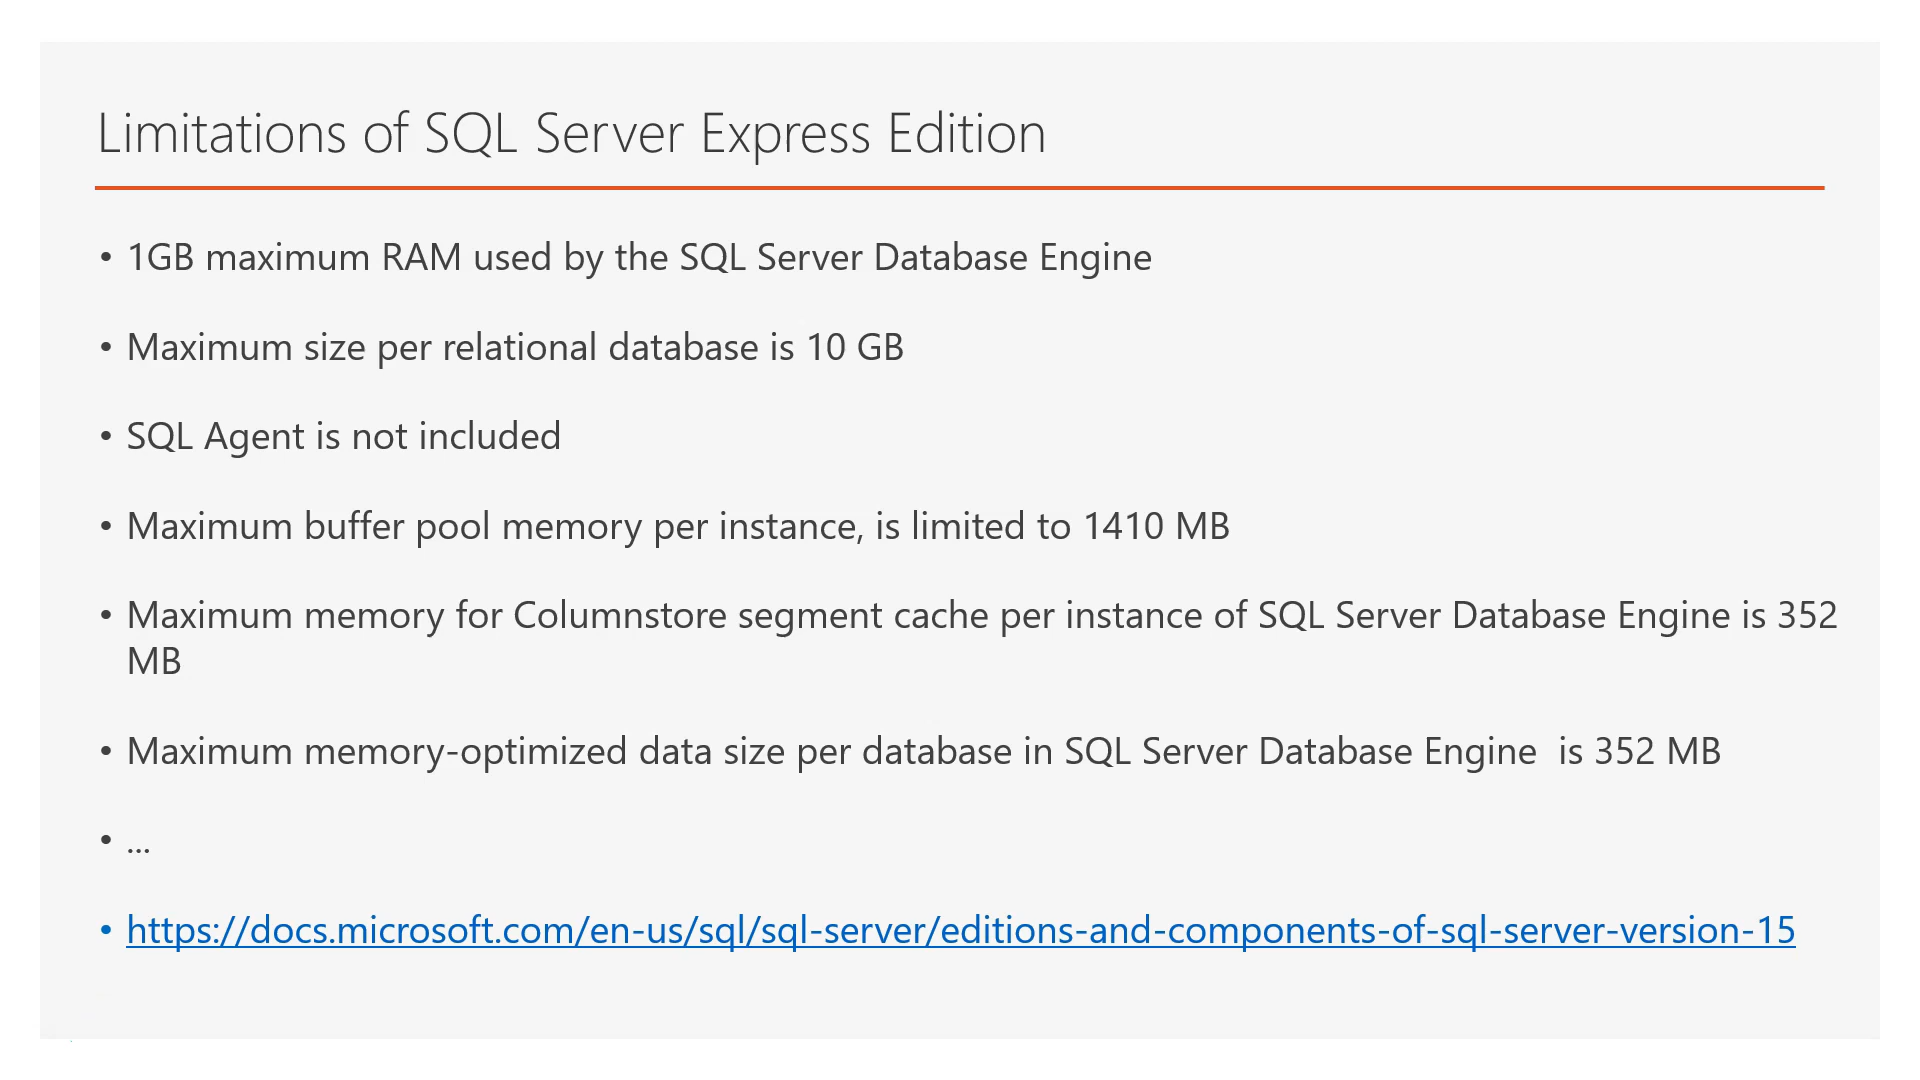 Limitations of SQL Server Express Edition
• 1GB maximum RAM used by the SQL Server Database Engine
• Maximum size per relational database is 10 GB
• SQL Agent is not included
• Maximum buffer pool memory per instance, is limited to 1410 MB
• Maximum memory for Columnstore segment cache per instance of SQL Server Database Engine is 352
MB
• Maximum memory-optimized data size per database in SQL Server Database Engine  is 352 MB
• ...
• https://docs.microsoft.com/en-us/sql/sql-server/editions-and-components-of-sql-server-version-15